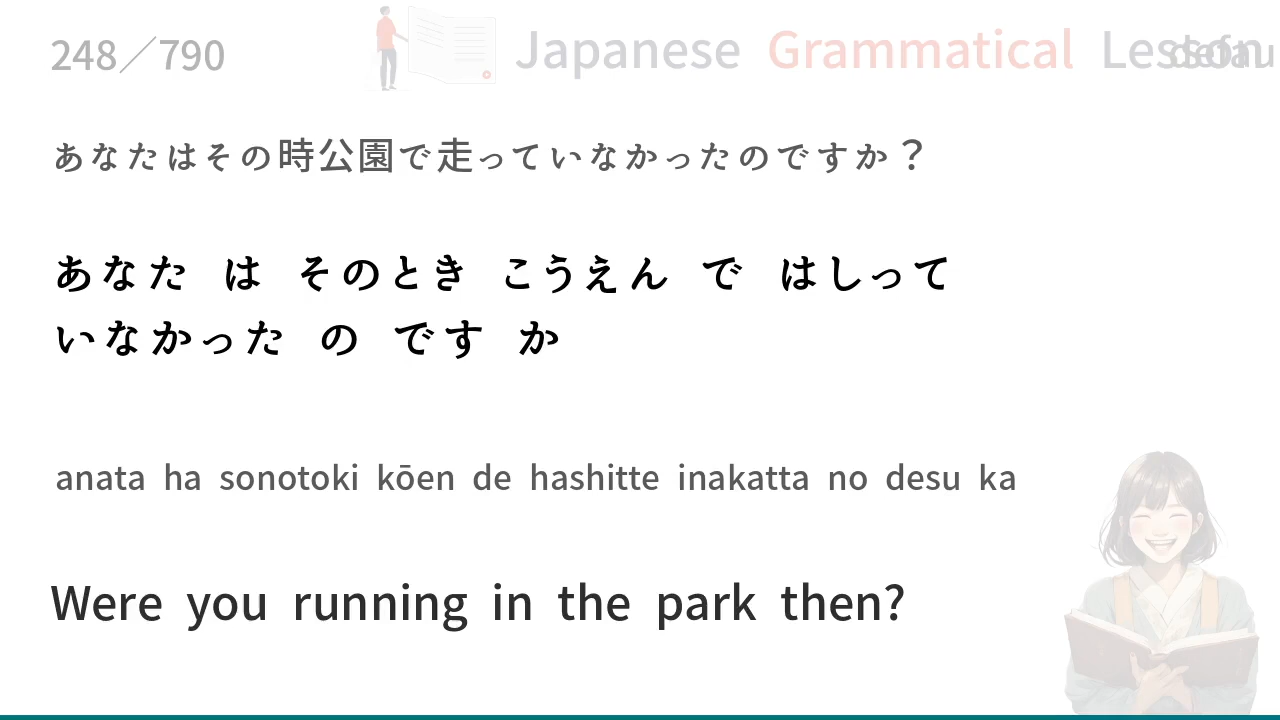 248／790
Japanese Grammatical Lesson
あなたはその時公園で走っていなかったのですか？
あなた は そのとき こうえん で はしって
いなかった の です か
anata ha sonotoki kōen de hashitte inakatta no desu ka
Were you running in the park then?